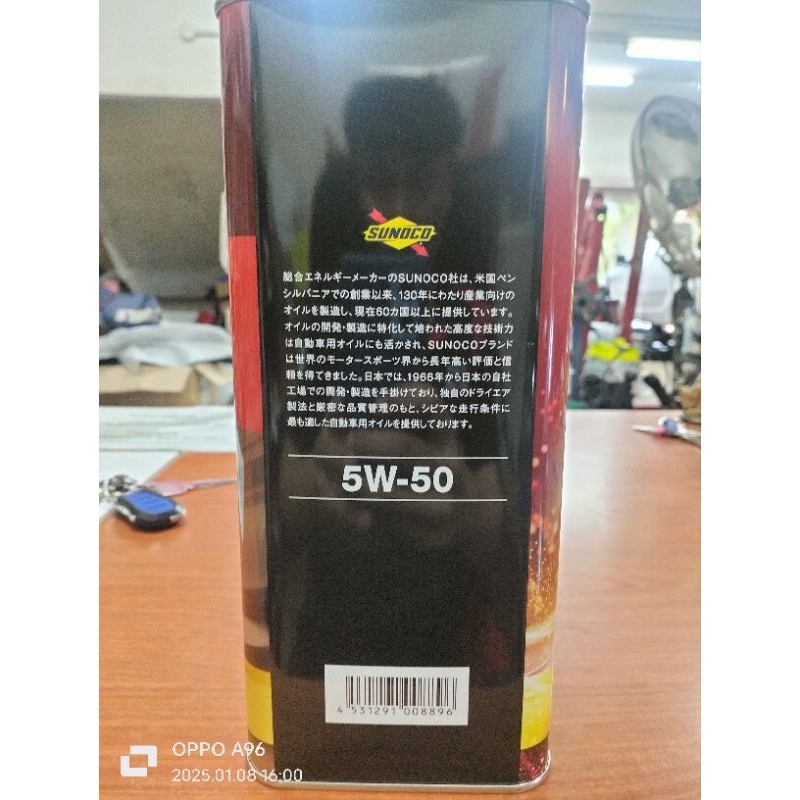 SUNOCO
総合エネルギーメーカーのSUNOCO社は、米国ペン
シルバニアでの創業以来、130年にわたり産業向けの
オイルを製造し、現在60カ国以上に提供しています。
オイルの開発・製造に特化して培われた高度な技術力
は自動車用オイルにも活かされ、SUNOCOブランド
は世界のモータースポーツ界から長年高い評価と信
頼を得てきました。日本では、1966年から日本の自社
工場での開発・製造を手掛けており、独自のドライエア
製法と厳密な品質管理のもと、シビアな走行条件に
最も適した自動車用オイルを提供しております。
5W-50
4 531291 008896
OPPO A96
2025.01.08 16:00